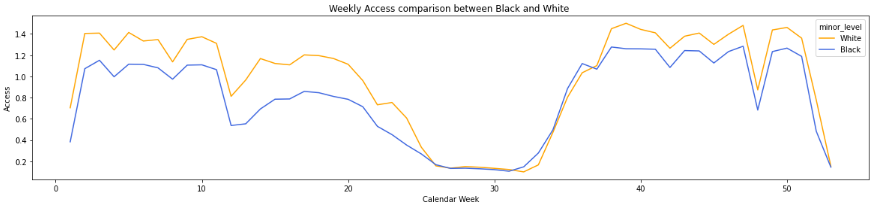 Weekly Access comparison between Black and White
minor_level
White
Black
Access
1.4
1.2
1.0
0.8
0.6
0.4
0.2
0 10 20 30 40 50
Calendar Week